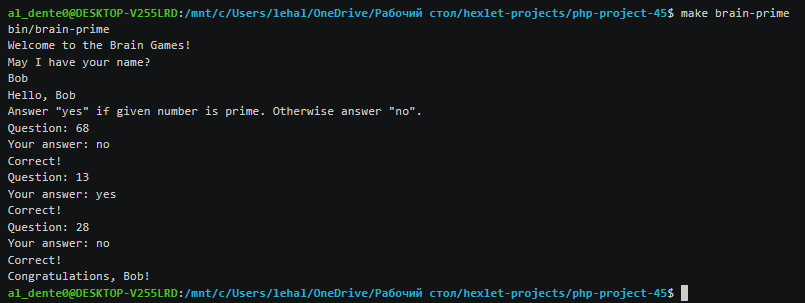 al_dente0@DESKTOP-V255LRD:/mnt/c/Users/lehal/OneDrive/Рабочий стол/hexlet-projects/php-project-45$ make brain-prime
bin/brain-prime
Welcome to the Brain Games!
May I have your name?
Bob
Hello, Bob
Answer "yes" if given number is prime. Otherwise answer "no".
Question: 68
Your answer: no
Correct!
Question: 13
Your answer: yes
Correct!
Question: 28
Your answer: no
Correct!
Congratulations, Bob!
al_dente0@DESKTOP-V255LRD:/mnt/c/Users/lehal/OneDrive/Рабочий стол/hexlet-projects/php-project-45$